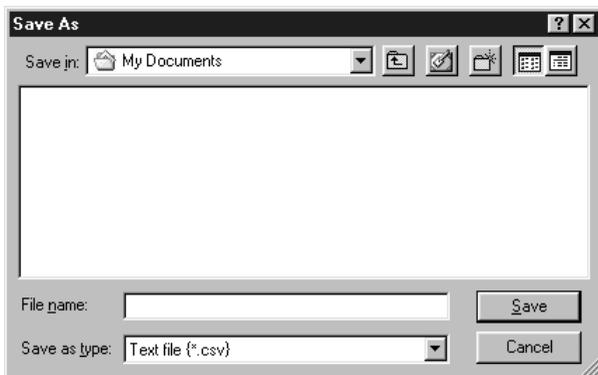 Save As
Save in: My Documents
File name:
Save
Save as type: Text file {*.csv}
Cancel